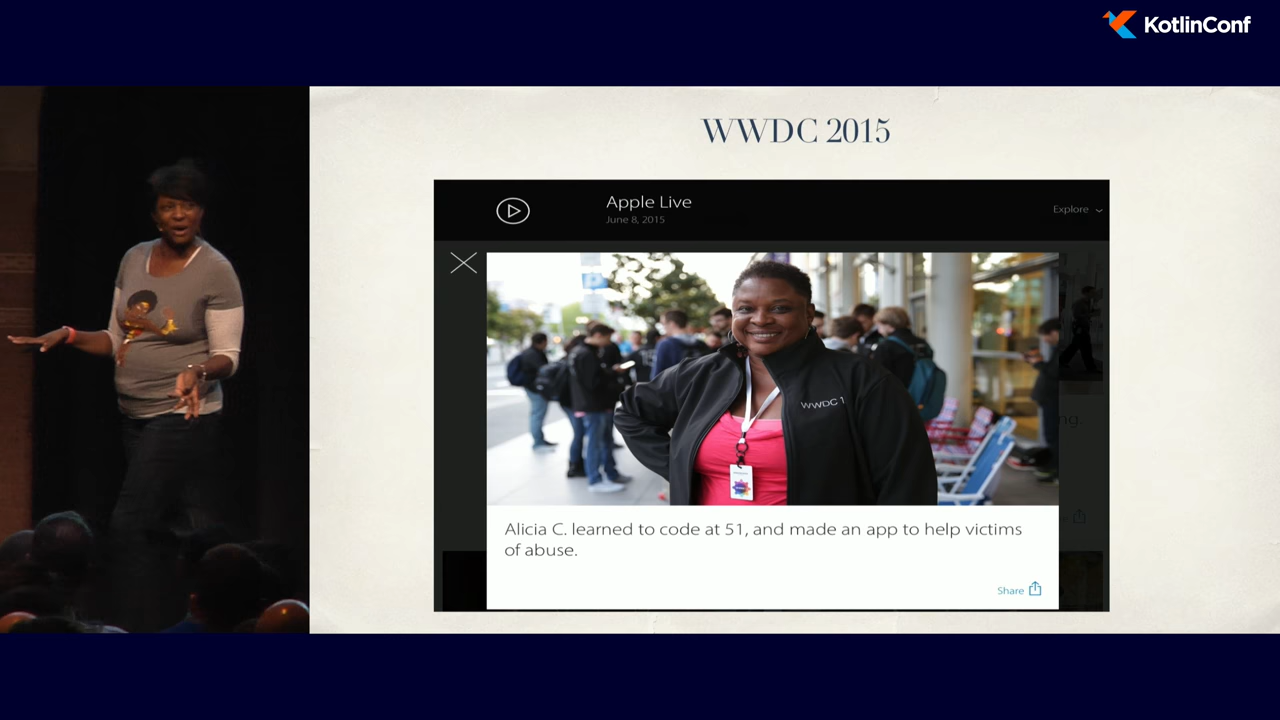 KotlinConf
WWDC 2015
Apple Live
June 8, 2015
Explore
WWDC 1
ng.
Alicia C. learned to code at 51, and made an app to help victims
of abuse.
Share